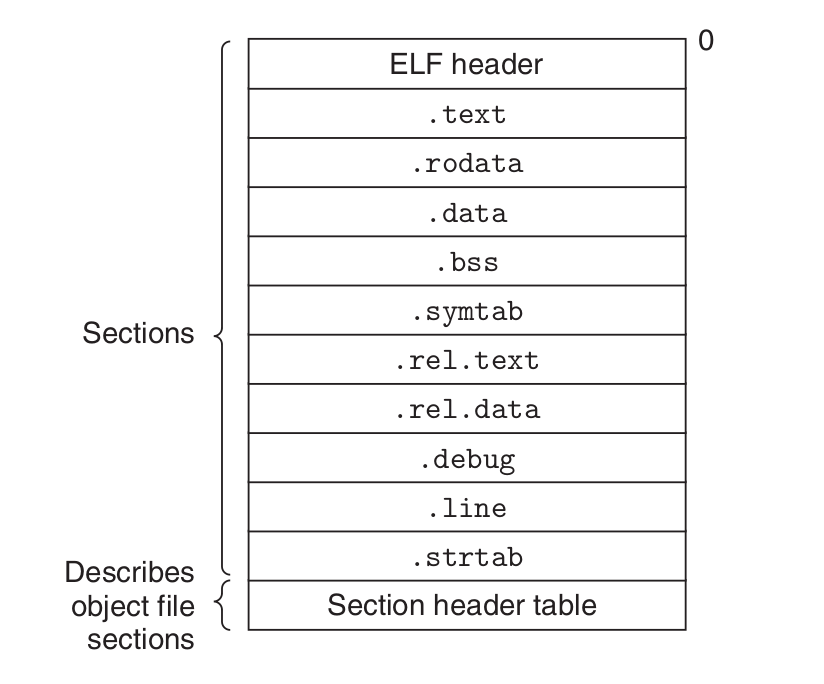 0
ELF header
.text
.rodata
.data
.bss
.symtab
Sections
.rel.text
.rel.data
.debug
.line
.strtab
Describes
object file
sections
Section header table